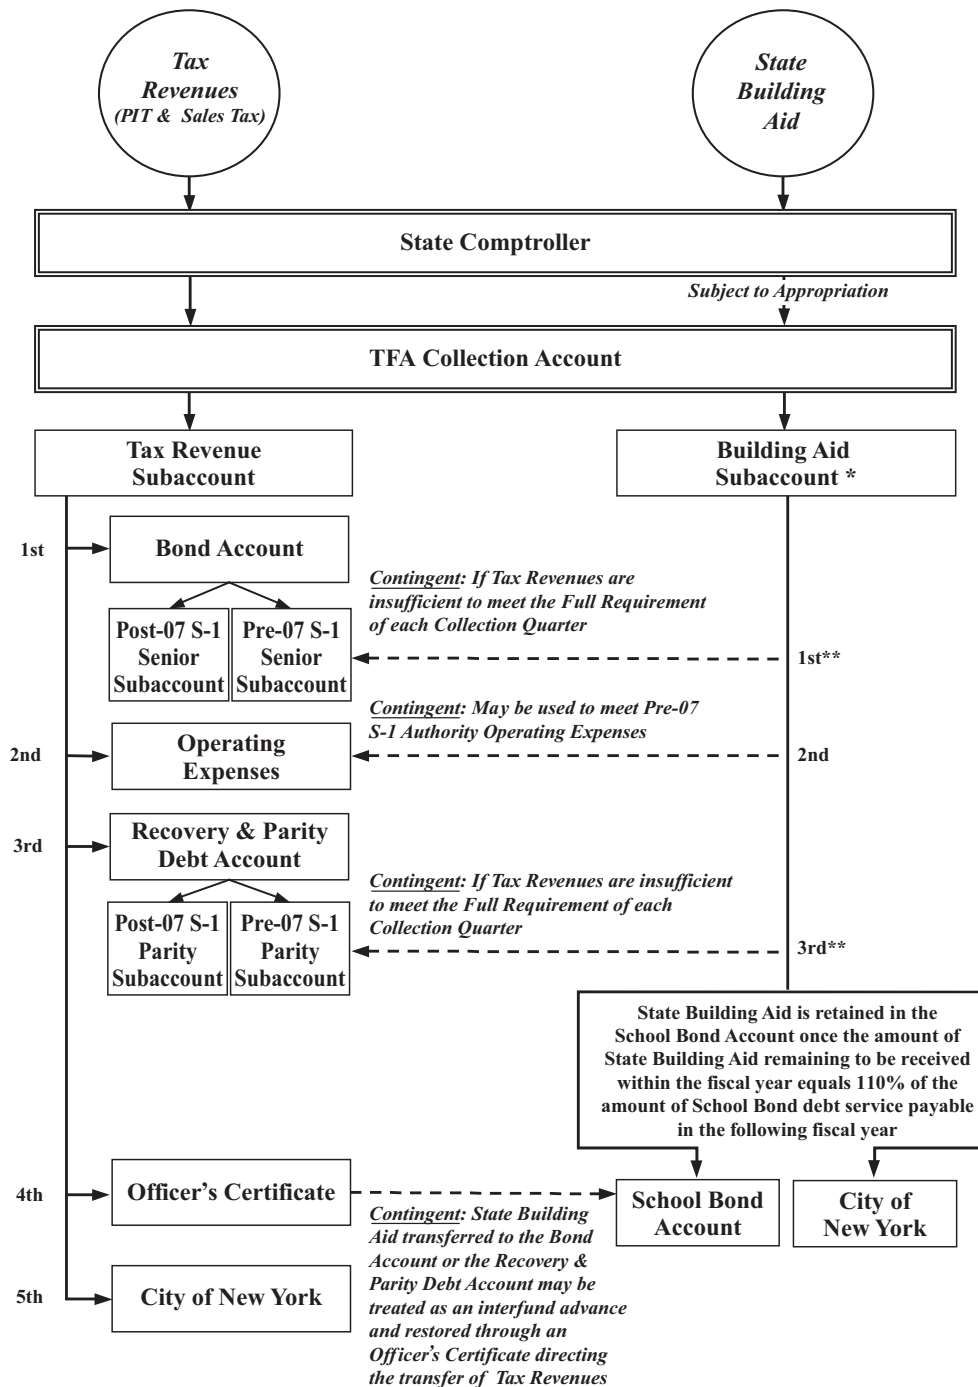 Tax
Revenues
(PIT & Sales Tax)
State
Building
Aid
State Comptroller
Subject to Appropriation
TFA Collection Account
Tax Revenue
Subaccount
Building Aid
Subaccount *
1st
Bond Account
Contingent: If Tax Revenues are
insufficient to meet the Full Requirement
of each Collection Quarter
Post-07 S-1
Senior
Subaccount
Pre-07 S-1
Senior
Subaccount
1st**
Contingent: May be used to meet Pre-07
S-1 Authority Operating Expenses
2nd
Operating
Expenses
2nd
3rd
Recovery & Parity
Debt Account
Contingent: If Tax Revenues are insufficient
to meet the Full Requirement of each
Collection Quarter
Post-07 S-1
Parity
Subaccount
Pre-07 S-1
Parity
Subaccount
3rd**
State Building Aid is retained in the
School Bond Account once the amount of
State Building Aid remaining to be received
within the fiscal year equals 110% of the
amount of School Bond debt service payable
in the following fiscal year
4th
Officer's Certificate
School Bond
Account
City of
New York
Contingent: State Building
Aid transferred to the Bond
Account or the Recovery &
Parity Debt Account may be
treated as an interfund advance
and restored through an
Officer's Certificate directing
the transfer of Tax Revenues
5th
City of New York